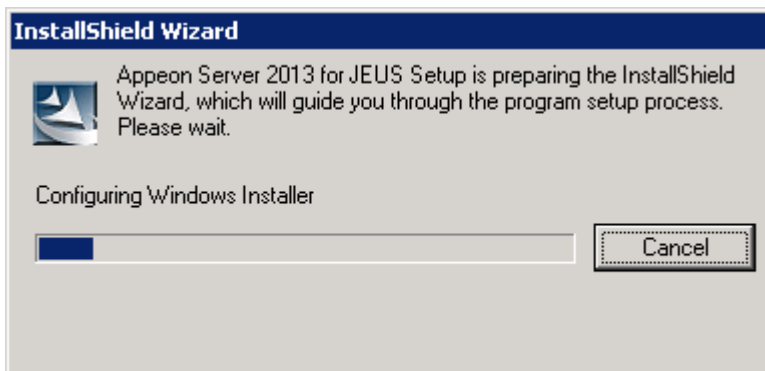 InstallShield Wizard
Appeon Server 2013 for JEUS Setup is preparing the InstallShield
Wizard, which will guide you through the program setup process.
Please wait.
Configuring Windows Installer
Cancel